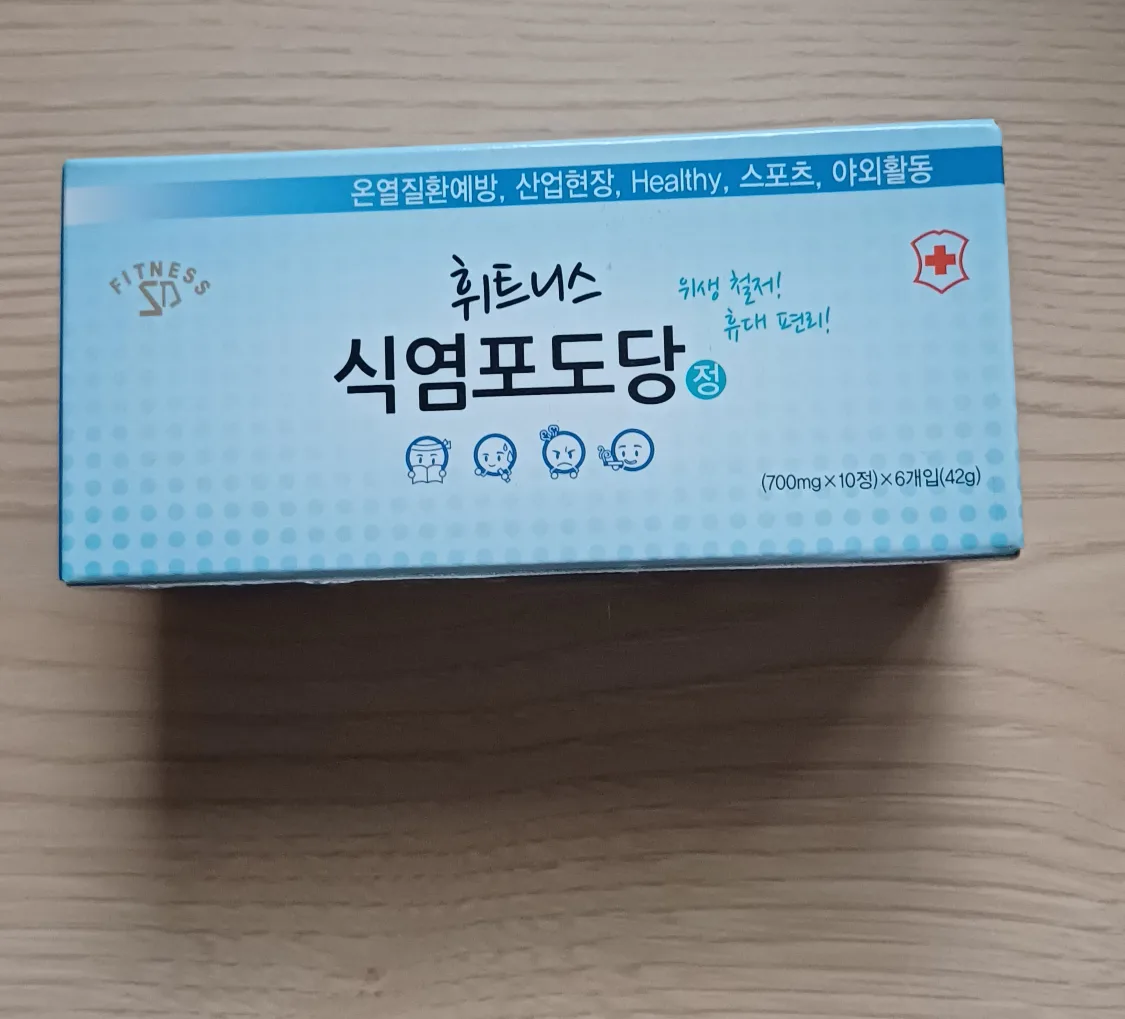 온열질환예방, 산업현장, Healthy, 스포츠, 야외활동
FITNESS
SD
휘트니스
위생 철저!
휴대 편리!
식염포도당정
(700mg×10정)×6개입(42g)